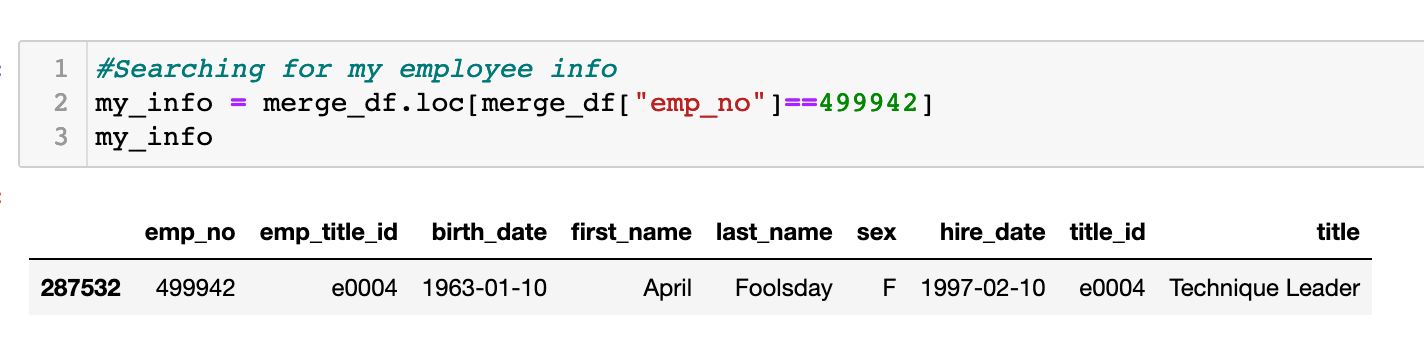 1 #Searching for my employee info
2 my_info = merge_df.loc[merge_df["emp_no"]==499942]
3 my_info
emp_no emp_title_id birth_date first_name last_name sex hire_date title_id title
287532 499942 e0004 1963-01-10 April Foolsday F 1997-02-10 e0004 Technique Leader